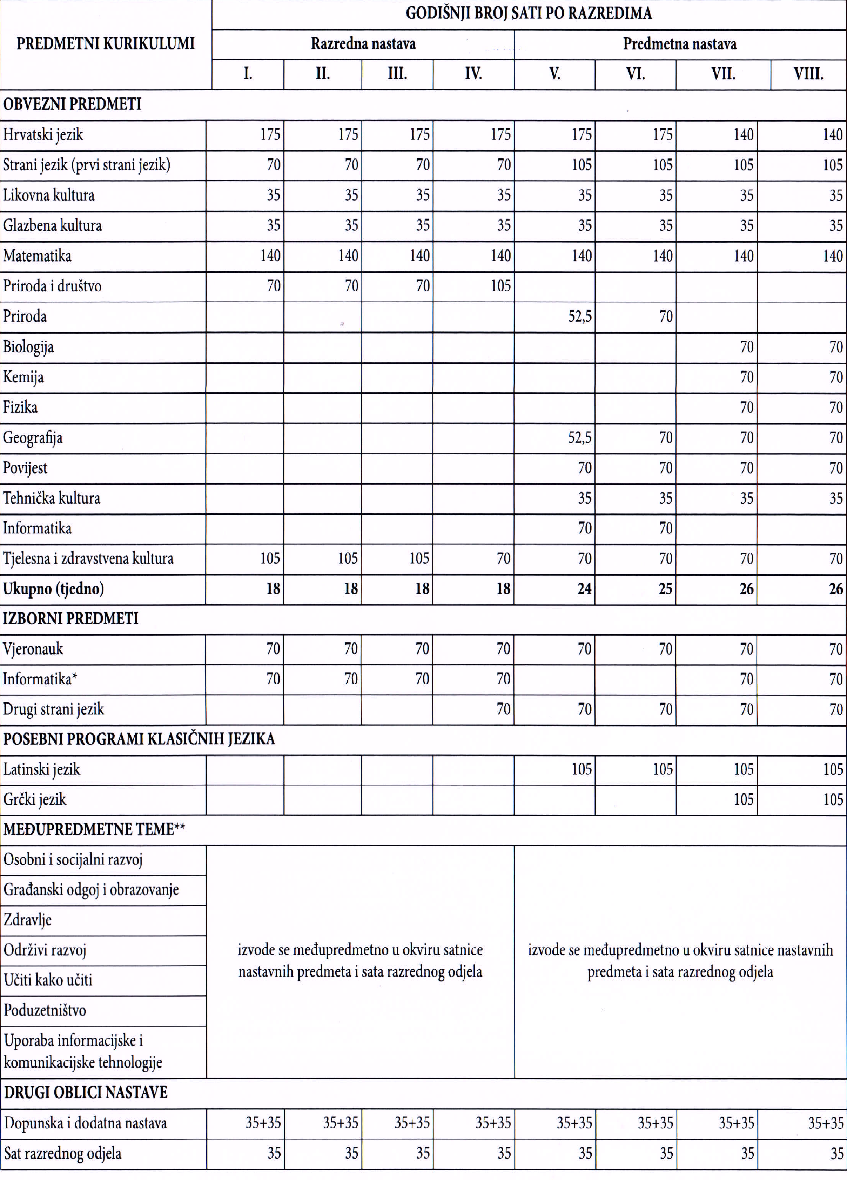 GODIŠNJI BROJ SATI PO RAZREDIMA
PREDMETNI KURIKULUMI Razredna nastava Predmetna nastava
I. II. III. IV. V. VI. VII. VIII.
OBVEZNI PREDMETI
Hrvatski jezik 175 175 175 175 175 175 140 140
Strani jezik (prvi strani jezik) 70 70 70 70 105 105 105 105
Likovna kultura 35 35 35 35 35 35 35 35
Glazbena kultura 35 35 35 35 35 35 35 35
Matematika 140 140 140 140 140 140 140 140
Priroda i društvo 70 70 70 105
Priroda 52,5 70
Biologija 70 70
Kemija 70 70
Fizika 70 70
Geografija 52,5 70 70 70
Povijest 70 70 70 70
Tehnička kultura 35 35 35 35
Informatika 70 70
Tjelesna i zdravstvena kultura 105 105 105 70 70 70 70 70
Ukupno (tjedno) 18 18 18 18 24 25 26 26
IZBORNI PREDMETI
Vjeronauk 70 70 70 70 70 70 70 70
Informatika* 70 70 70 70 70 70
Drugi strani jezik 70 70 70 70 70
POSEBNI PROGRAMI KLASIČNIH JEZIKA
Latinski jezik 105 105 105 105
Grčki jezik 105 105
MEĐUPREDMETNE TEME**
Osobni i socijalni razvoj
Građanski odgoj i obrazovanje
Zdravlje
Održivi razvoj
Učiti kako učiti
Poduzetništvo
Uporaba informacijske i
komunikacijske tehnologije
izvode se međupredmetno u okviru satnice
nastavnih predmeta i sata razrednog odjela
izvode se međupredmetno u okviru satnice nastavnih
predmeta i sata razrednog odjela
DRUGI OBLICI NASTAVE
Dopunska i dodatna nastava 35+35 35+35 35+35 35+35 35+35 35+35 35+35 35+35
Sat razrednog odjela 35 35 35 35 35 35 35 35